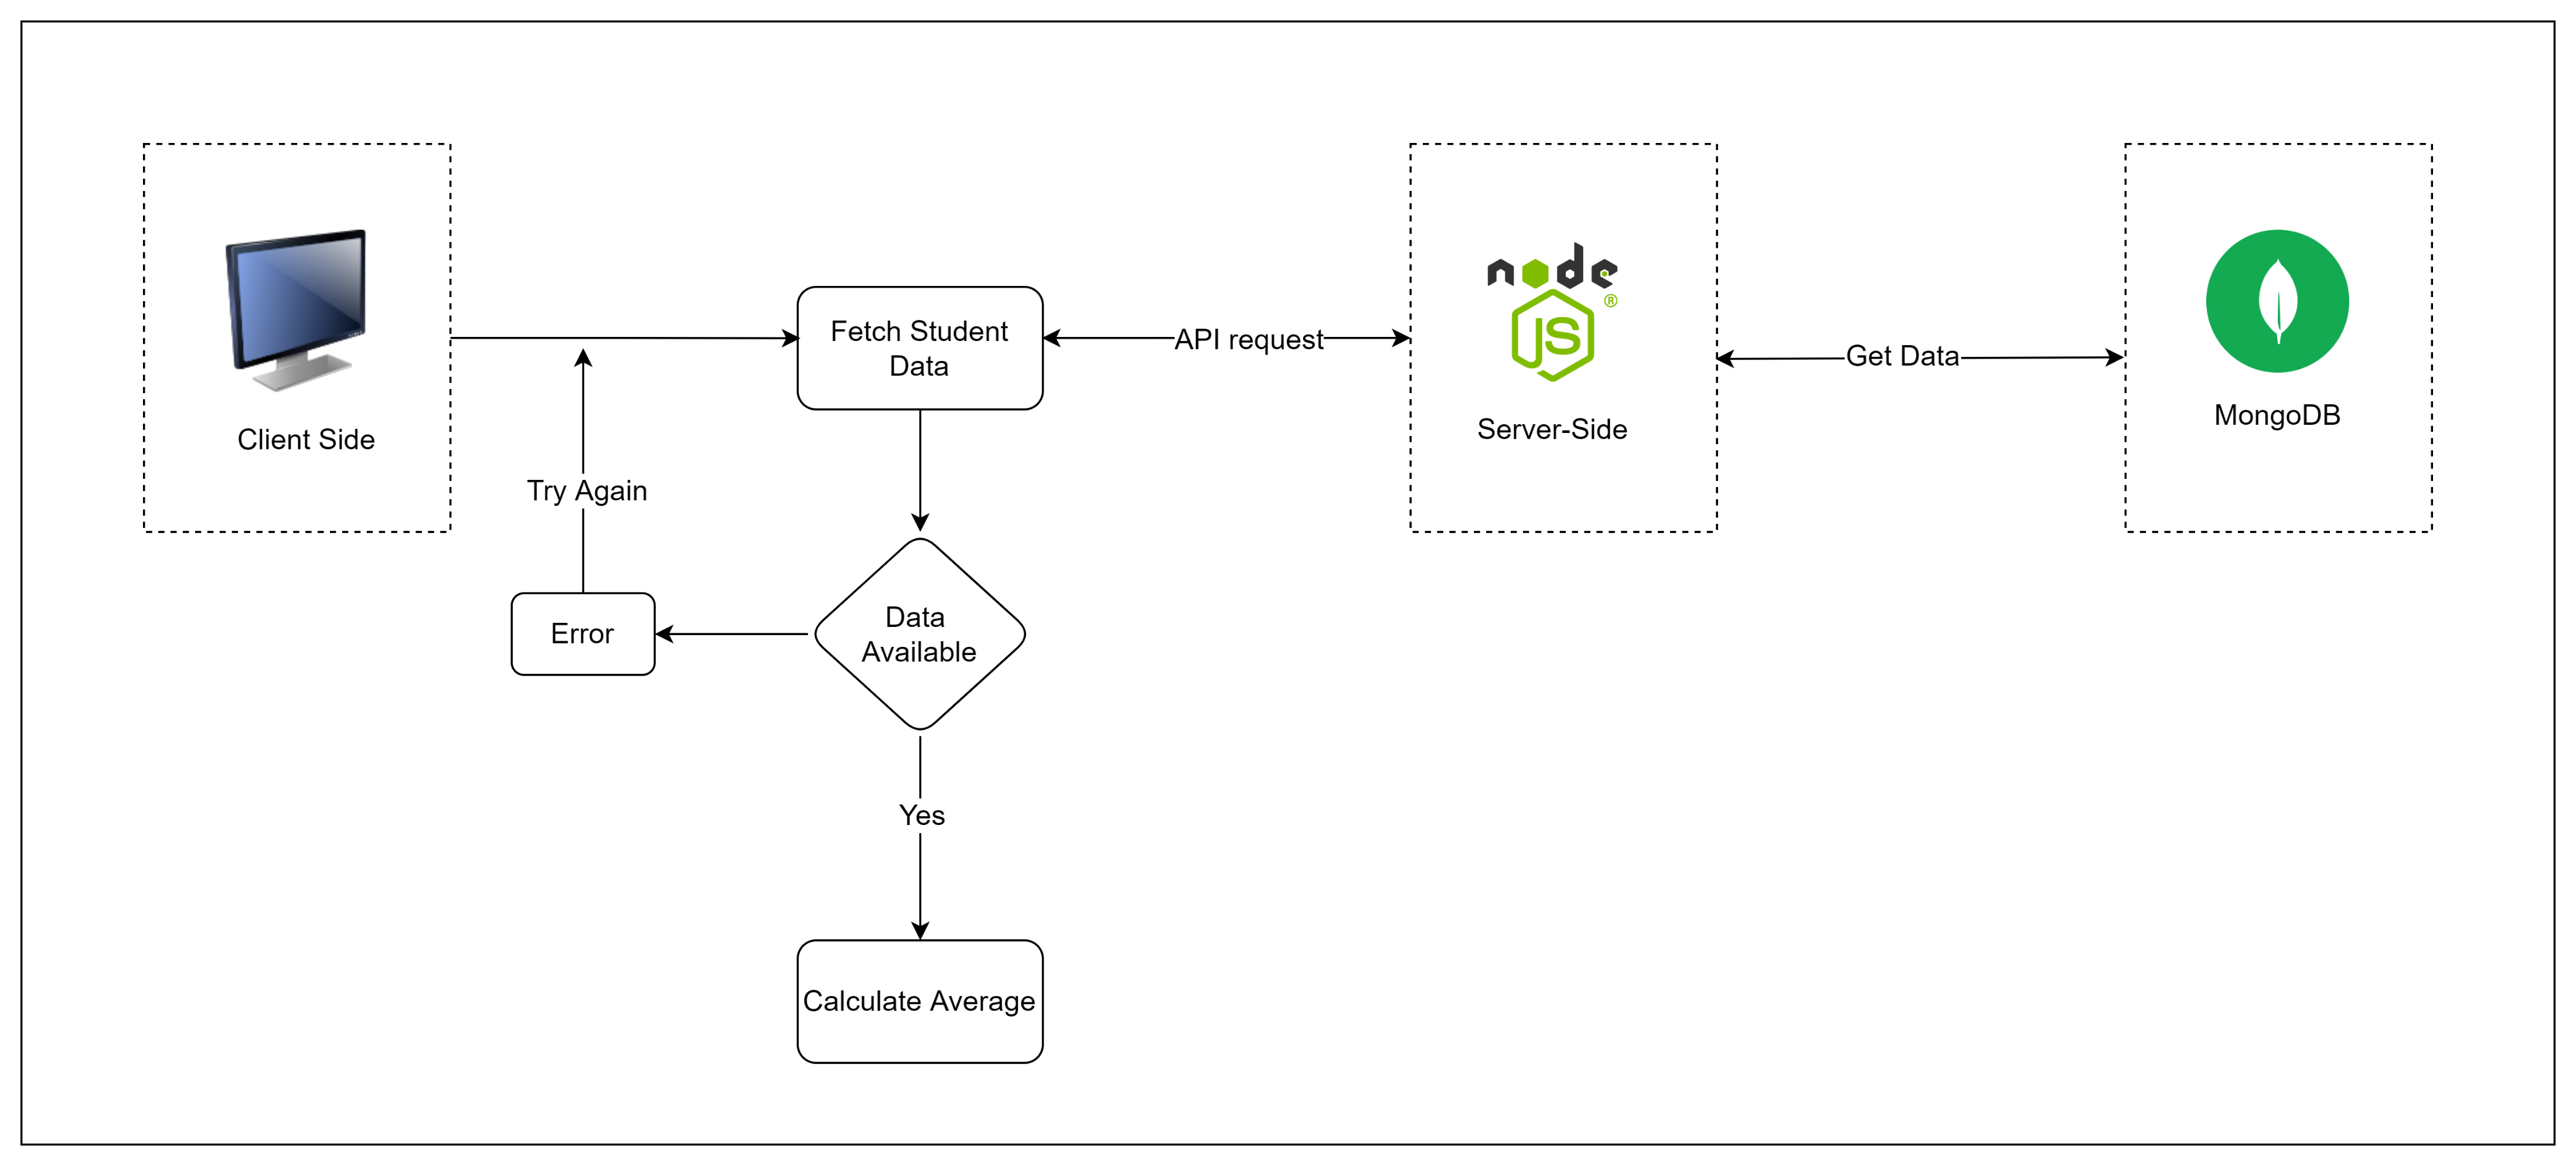 Client Side
Try Again
Error
Fetch Student
Data
API request
node
JS
®
Server-Side
Get Data
MongoDB
Data
Available
Yes
Calculate Average